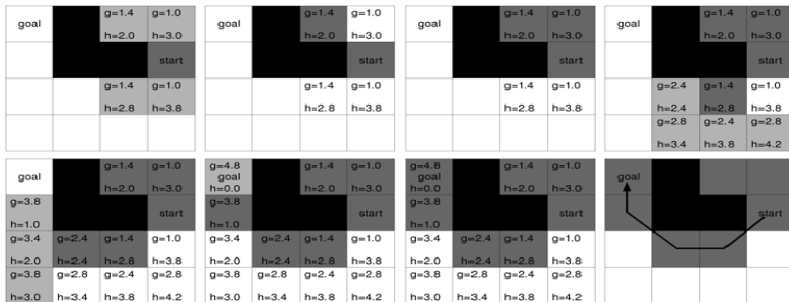 goal g=1.4 g=1.0
h=2.0 h=3.0
start
g=1.4 g=1.0
h=2.8 h=3.8
goal g=1.4 g=1.0
h=2.0 h=3.0
start
g=1.4 g=1.0
h=2.8 h=3.8
goal g=1.4 g=1.0
h=2.0 h=3.0
start
g=1.4 g=1.0
h=2.8 h=3.8
goal g=1.4 g=1.0
h=2.0 h=3.0
start
g=2.4 g=1.4 g=1.0
h=2.4 h=2.8 h=3.8
g=2.8 g=2.4 g=2.8
h=3.4 h=3.8 h=4.2
goal g=1.4 g=1.0
h=2.0 h=3.0
g=3.8 start
h=1.0
g=3.4 g=2.4 g=1.4 g=1.0
h=2.0 h=2.4 h=2.8 h=3.8
g=3.8 g=2.8 g=2.4 g=2.8
h=3.0 h=3.4 h=3.8 h=4.2
g=4.8 g=1.4 g=1.0
goal
h=0.0 h=2.0 h=3.0
g=3.8 start
h=1.0
g=3.4 g=2.4 g=1.4 g=1.0
h=2.0 h=2.4 h=2.8 h=3.8
g=3.8 g=2.8 g=2.4 g=2.8
h=3.0 h=3.4 h=3.8 h=4.2
g=4.8 g=1.4 g=1.0
goal
h=0.0 h=2.0 h=3.0
g=3.8 start
h=1.0
g=3.4 g=2.4 g=1.4 g=1.0
h=2.0 h=2.4 h=2.8 h=3.8
g=3.8 g=2.8 g=2.4 g=2.8
h=3.0 h=3.4 h=3.8 h=4.2
goal
start